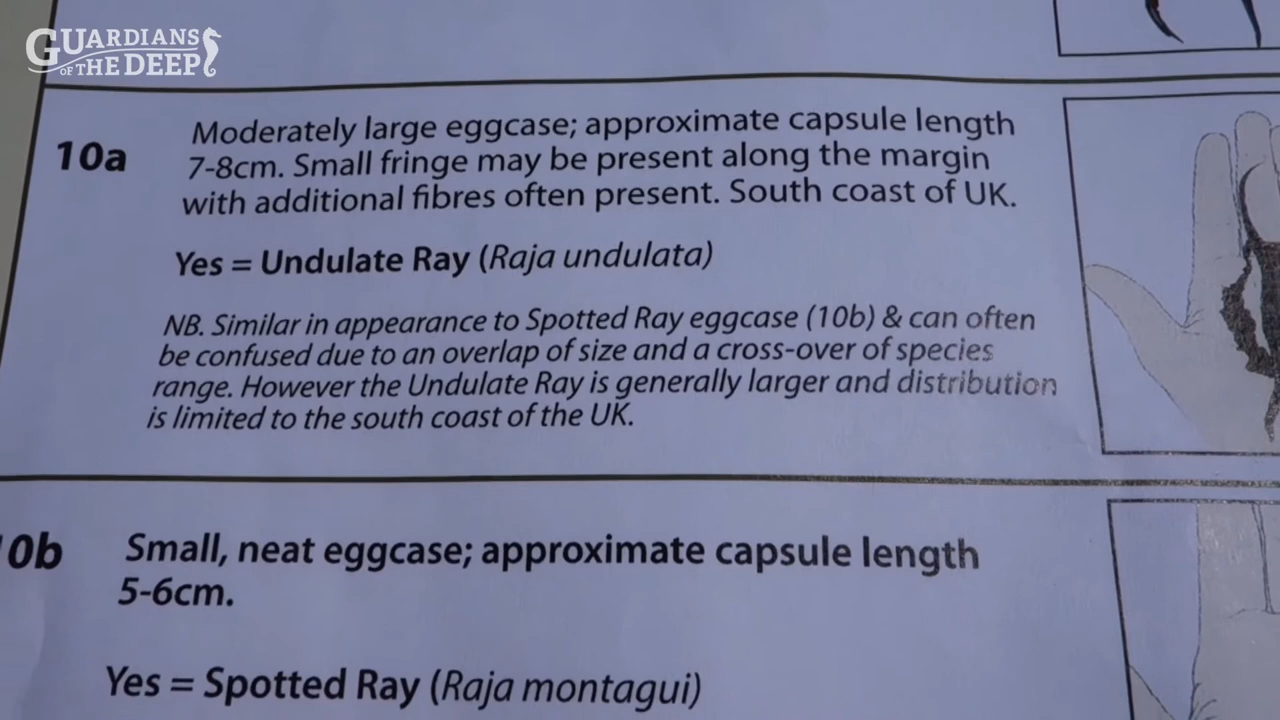 GUARDIANS
OF THE DEEP
10a
Moderately large eggcase; approximate capsule length
7-8cm. Small fringe may be present along the margin
with additional fibres often present. South coast of UK.
Yes = Undulate Ray (Raja undulata)
NB. Similar in appearance to Spotted Ray eggcase (10b) & can often
be confused due to an overlap of size and a cross-over of species
range. However the Undulate Ray is generally larger and distribution
is limited to the south coast of the UK.
10b
Small, neat eggcase; approximate capsule length
5-6cm.
Yes = Spotted Ray (Raja montagui)